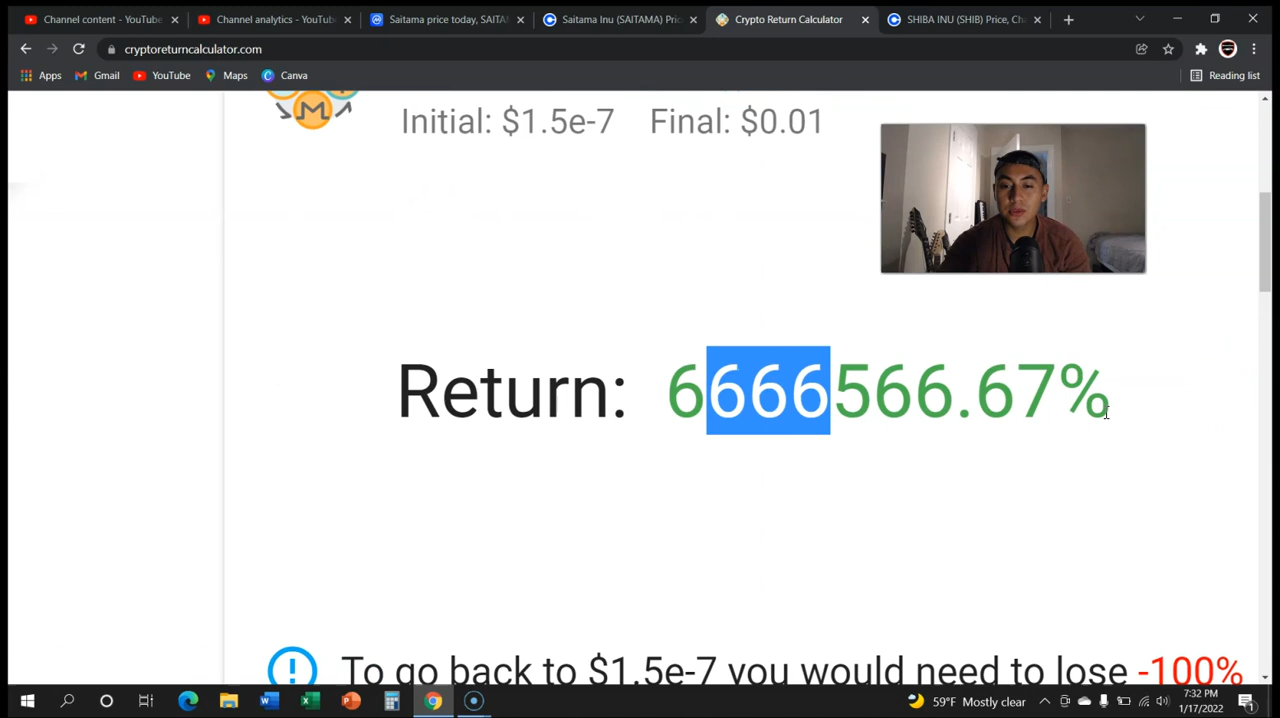 Channel content - YouTube
Channel analytics - YouTube
Saitama price today, SAITAM
Saitama Inu (SAITAMA) Price
Crypto Return Calculator
SHIBA INU (SHIB) Price, Cha
cryptoreturncalculator.com
Apps
Gmail
YouTube
Maps
Canva
Reading list
Initial: $1.5e-7 Final: $0.01
Return: 6666566.67%
To go back to $1.5e-7 you would need to lose -100%
59°F Mostly clear
7:32 PM
1/17/2022